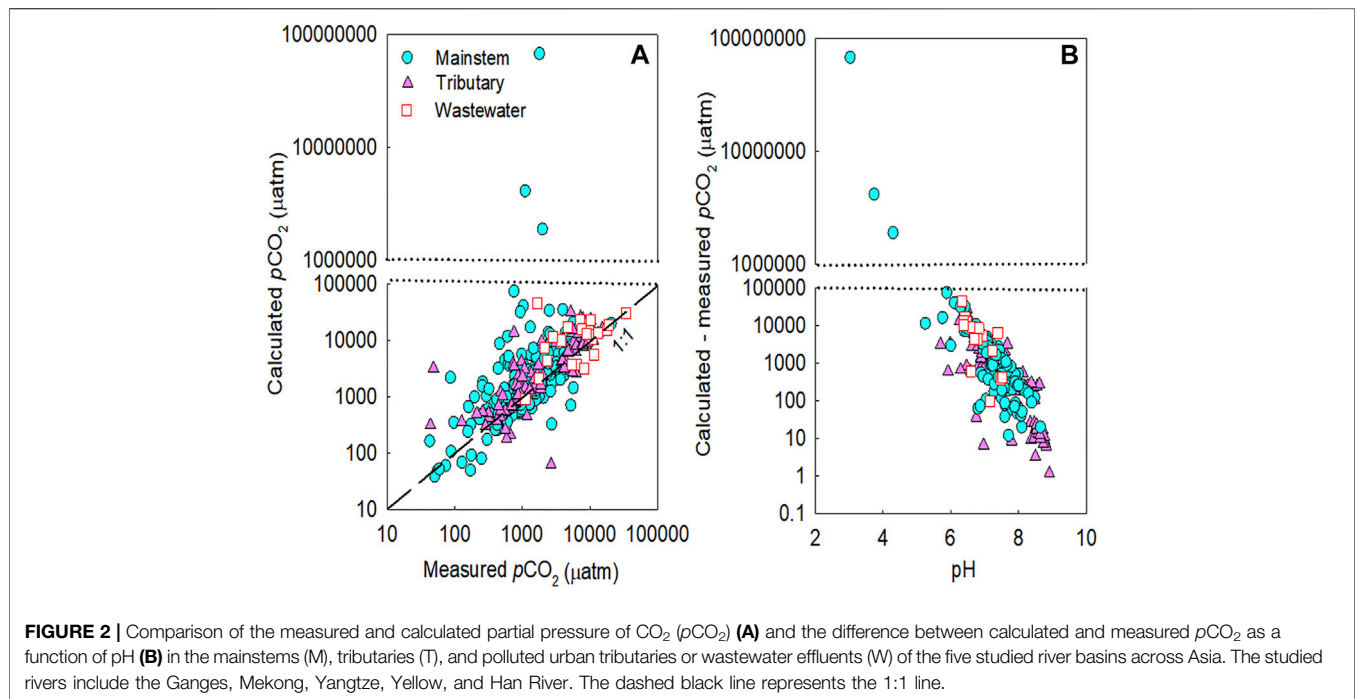 A
100000000
10000000
1000000
100000
10000
1000
100
10
Calculated pCO₂ (µatm)
Mainstem
Tributary
Wastewater
1:1
10 100 1000 10000 100000
Measured pCO₂ (µatm)
B
100000000
10000000
1000000
100000
10000
1000
100
10
1
0.1
Calculated - measured pCO₂ (µatm)
2 4 6 8 10
pH
FIGURE 2 | Comparison of the measured and calculated partial pressure of CO₂ (pCO₂) (A) and the difference between calculated and measured pCO₂ as a
function of pH (B) in the mainstems (M), tributaries (T), and polluted urban tributaries or wastewater effluents (W) of the five studied river basins across Asia. The studied
rivers include the Ganges, Mekong, Yangtze, Yellow, and Han River. The dashed black line represents the 1:1 line.